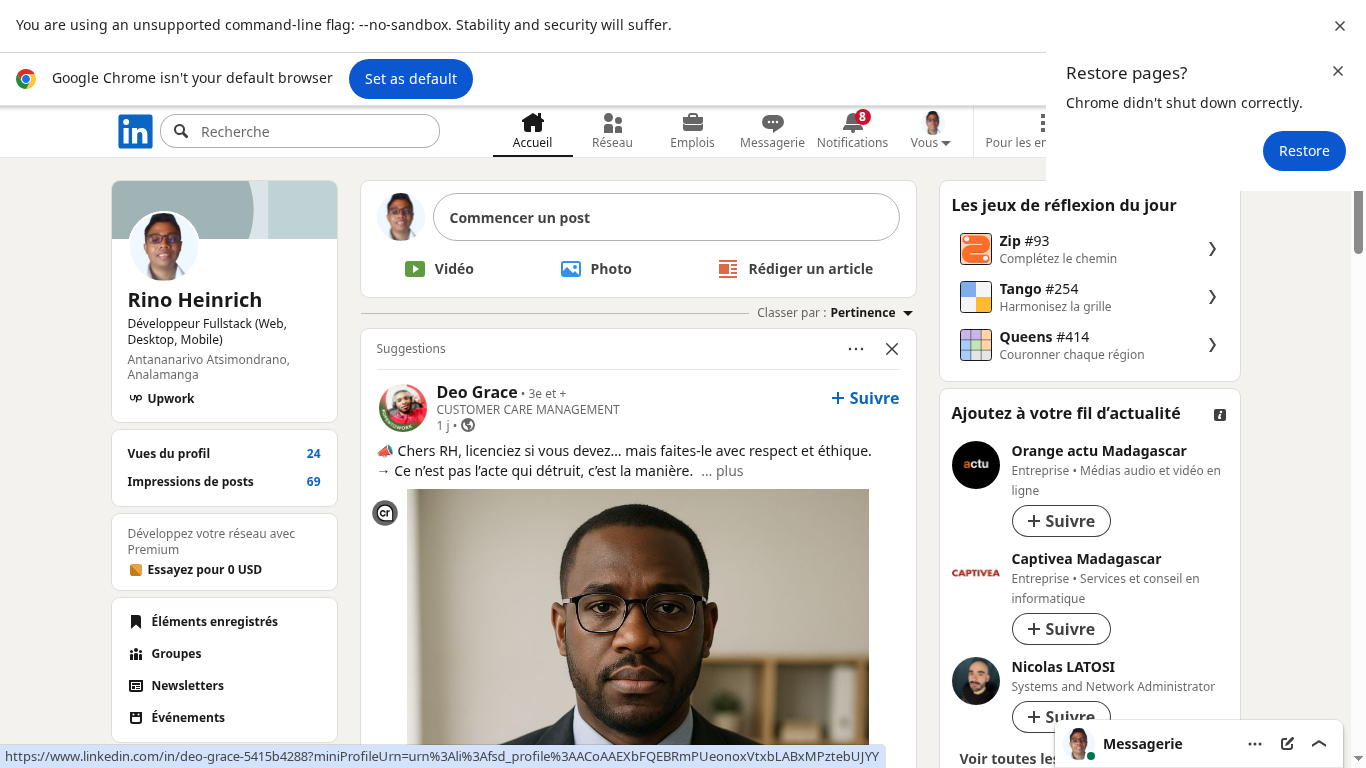 You are using an unsupported command-line flag: --no-sandbox. Stability and security will suffer.
Google Chrome isn't your default browser
Set as default
Restore pages?
Chrome didn't shut down correctly.
Restore
in
Recherche
Accueil
Réseau
Emplois
Messagerie
8
Notifications
Vous
Pour les en
Rino Heinrich
Développeur Fullstack (Web,
Desktop, Mobile)
Antananarivo Atsimondrano,
Analamanga
up Upwork
Vues du profil 24
Impressions de posts 69
Développez votre réseau avec
Premium
Essayez pour 0 USD
Éléments enregistrés
Groupes
Newsletters
Événements
Commencer un post
Vidéo
Photo
Rédiger un article
Classer par : Pertinence
Suggestions
Deo Grace • 3e et +
CUSTOMER CARE MANAGEMENT
1 j •
+ Suivre
📣 Chers RH, licenciez si vous devez… mais faites-le avec respect et éthique.
→ Ce n’est pas l’acte qui détruit, c’est la manière. … plus
cr
Les jeux de réflexion du jour
Zip #93
Complétez le chemin
Tango #254
Harmonisez la grille
Queens #414
Couronner chaque région
Ajoutez à votre fil d’actualité
actu
Orange actu Madagascar
Entreprise • Médias audio et vidéo en
ligne
+ Suivre
CAPTIVEA
Captivea Madagascar
Entreprise • Services et conseil en
informatique
+ Suivre
Nicolas LATOSI
Systems and Network Administrator
+ Suivre
Voir toutes les
Messagerie
https://www.linkedin.com/in/deo-grace-5415b4288?miniProfileUrn=urn%3Ali%3Afsd_profile%3AACoAAEXbFQEBRmPUeonoxVtxbLABxMPztebUJYY